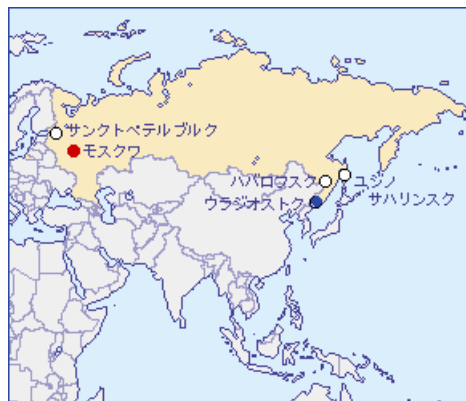 サンクトペテルブルク
モスクワ
ハバロフスク
ユジノ
サハリンスク
ウラジオストク